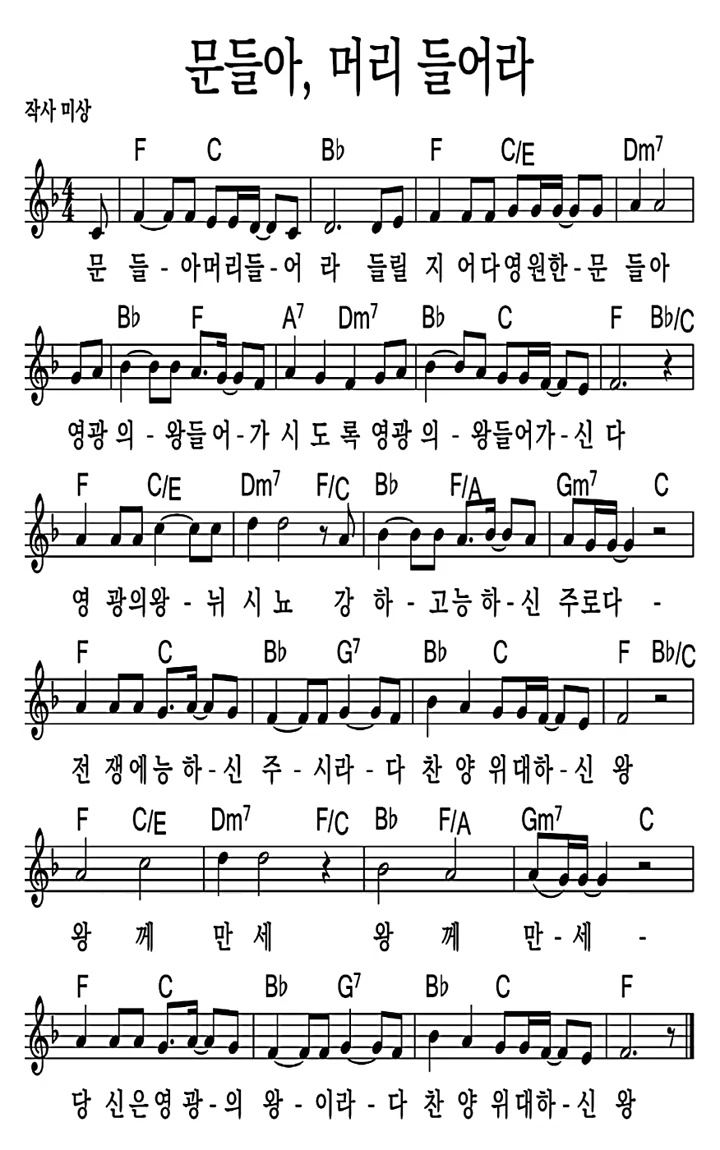 문들아, 머리 들어라
작사 미상
F C B♭ F C/E Dm7
문 들 - 아머리들 - 어 라 들릴 지 어다영원한 - 문 들아
B♭ F A7 Dm7 B♭ C F B♭/C
영광 의 - 왕들어 - 가 시 도 록 영광 의 - 왕들어가 - 신 다
F C/E Dm7 F/C B♭ F/A Gm7 C
영 광의왕 - 뉘 시 뇨 강 하 - 고능 하 - 신 주로다 -
F C B♭ G7 B♭ C F B♭/C
전 쟁에능 하 - 신 주 - 시라 - 다 찬 양 위대하 - 신 왕
F C/E Dm7 F/C B♭ F/A Gm7 C
왕 께 만 세 왕 께 만 - 세 -
F C B♭ G7 B♭ C F
당 신은영 광 - 의 왕 - 이라 - 다 찬 양 위대하 - 신 왕